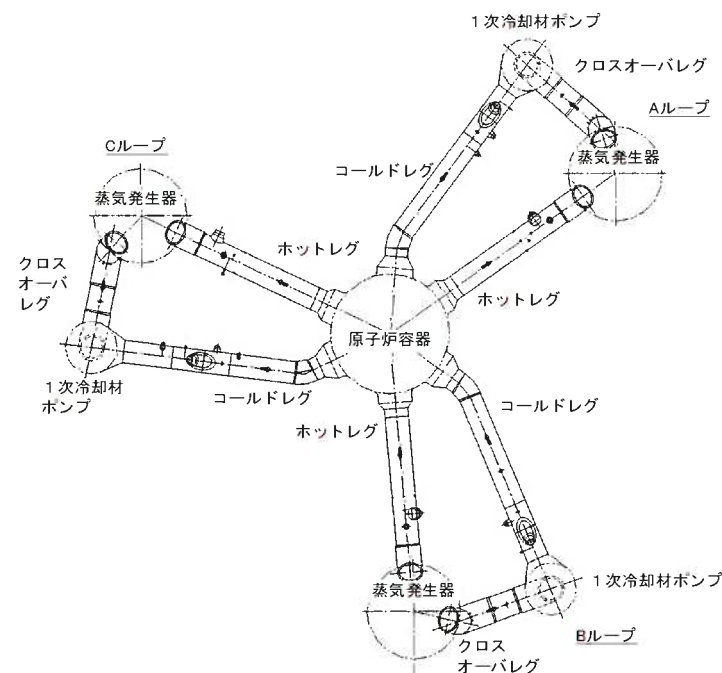 1次冷却材ポンプ
クロスオーバレグ
Aループ
蒸気発生器
コールドレグ
ホットレグ
Cループ
蒸気発生器
ホットレグ
クロス
オーバ
レグ
原子炉容器
1次冷却材
ポンプ
コールドレグ
ホットレグ
コールドレグ
蒸気発生器
1次冷却材ポンプ
Bループ
クロス
オーバレグ